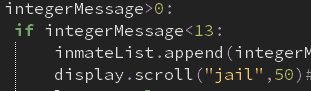 integerMessage>0:
if integerMessage<13:
inmateList.append(integerM
display.scroll("jail",50)#